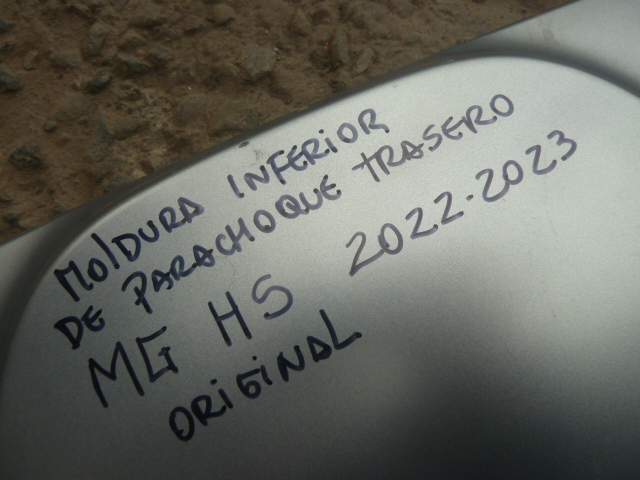 MOlDURA INFERIOR
DE PARACHOQUE TRASERO
MG HS 2022-2023
ORIGINAL